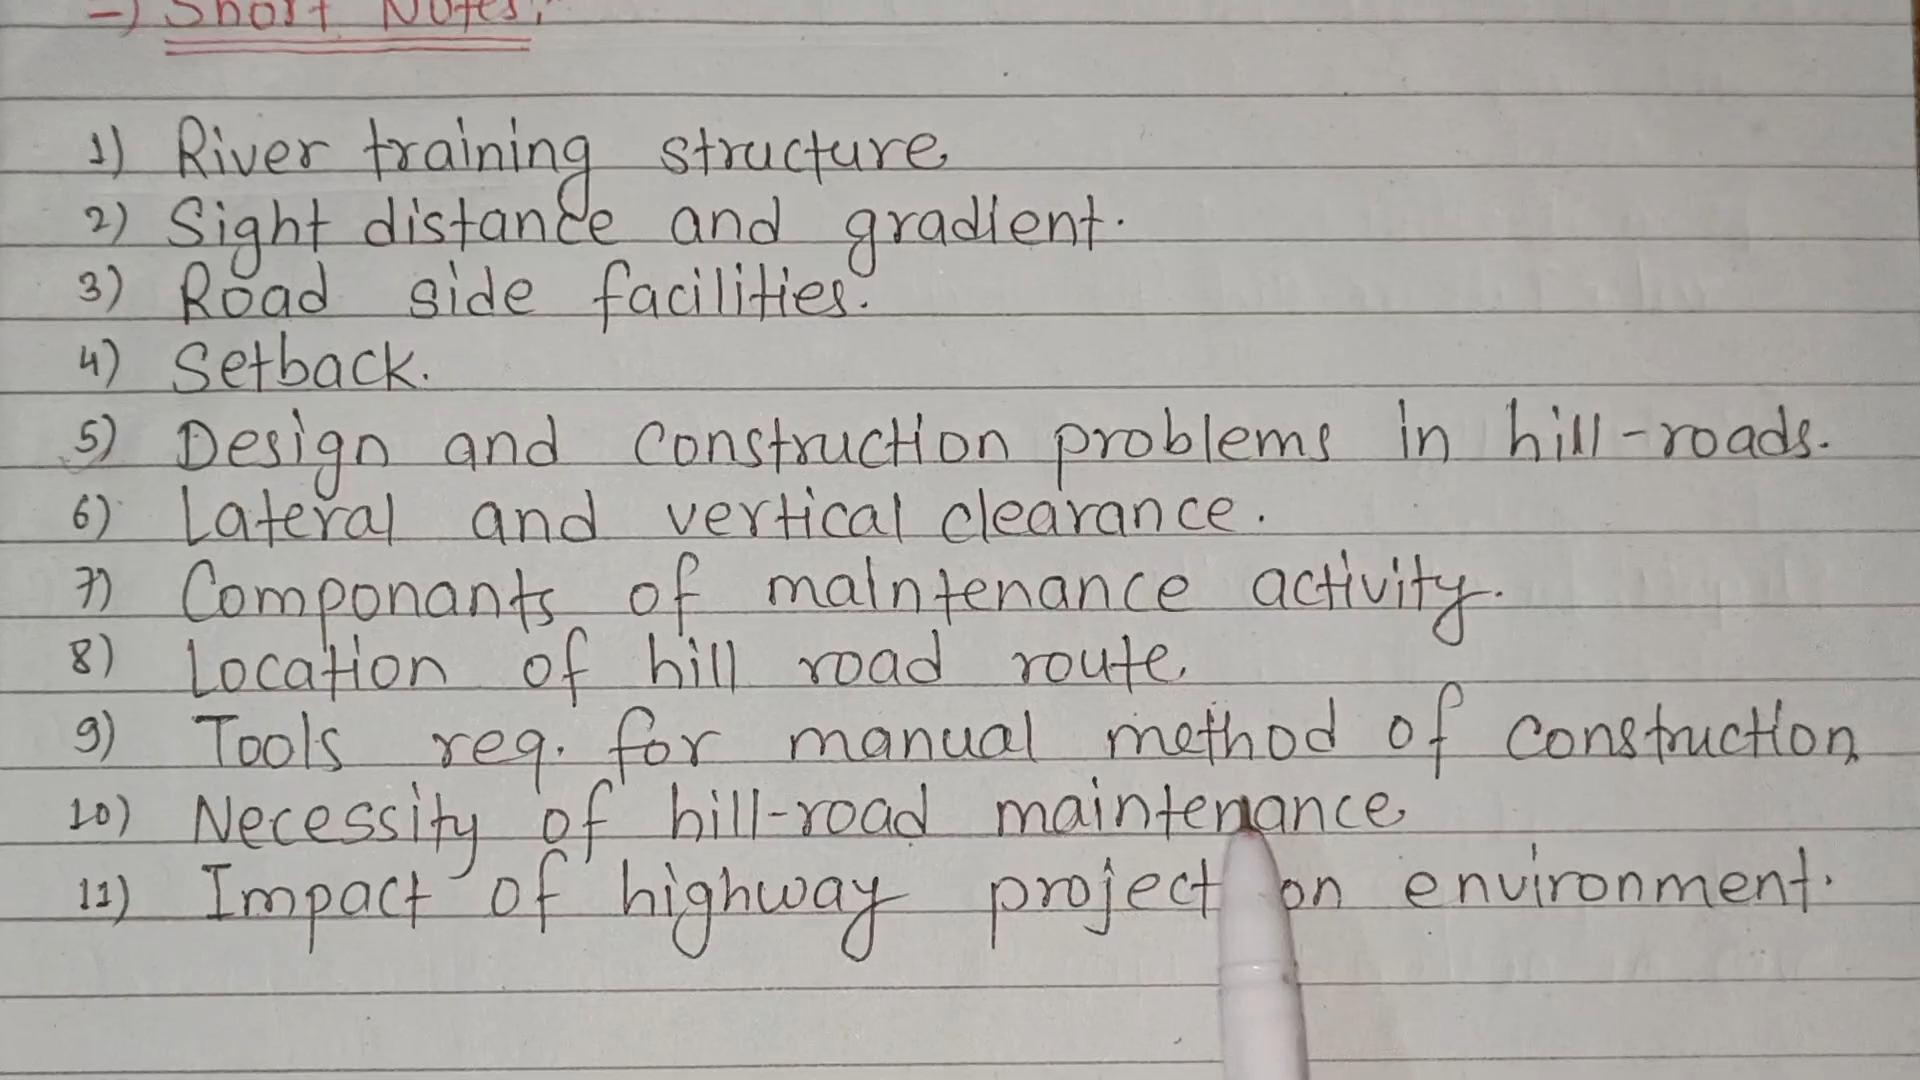 -) Short Notes:
1) River training structure
2) Sight distance and gradient.
3) Road side facilities.
4) Setback.
5) Design and construction problems in hill-roads.
6) Lateral and vertical clearance.
7) Componants of maintenance activity.
8) Location of hill road route.
9) Tools req. for manual method of construction
10) Necessity of hill-road maintenance.
11) Impact of highway project on environment.